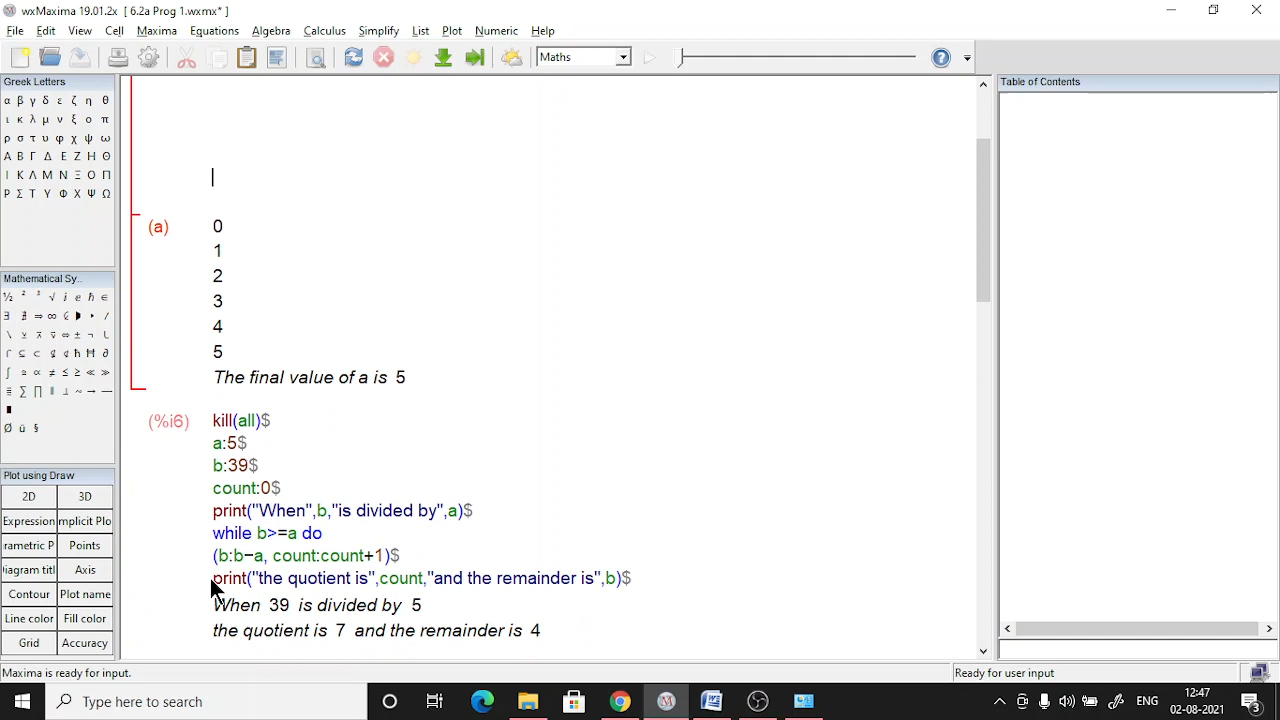 wxMaxima 19.01.2x [ 6.2a Prog 1.wxmx* ]
File Edit View Cell Maxima Equations Algebra Calculus Simplify List Plot Numeric Help
Maths
Greek Letters
α β γ δ ε ζ η θ
ι κ λ μ ν ξ ο π
ρ σ τ υ φ χ ψ ω
Α Β Γ Δ Ε Ζ Η Θ
Ι Κ Λ Μ Ν Ξ Ο Π
Ρ Σ Τ Υ Φ Χ Ψ Ω
Mathematical Sy...
Plot using Draw
2D 3D
Expression mplicit Plo
rametric P Points
iagram titl Axis
Contour Plot name
Line color Fill color
Grid Accuracy
(a) 0
1
2
3
4
5
The final value of a is 5
(%i6) kill(all)$
a:5$
b:39$
count:0$
print("When",b,"is divided by",a)$
while b>=a do
(b:b−a, count:count+1)$
print("the quotient is",count,"and the remainder is",b)$
When 39 is divided by 5
the quotient is 7 and the remainder is 4
Table of Contents
Maxima is ready for input.
Ready for user input
Type here to search
ENG
12:47
02-08-2021
3